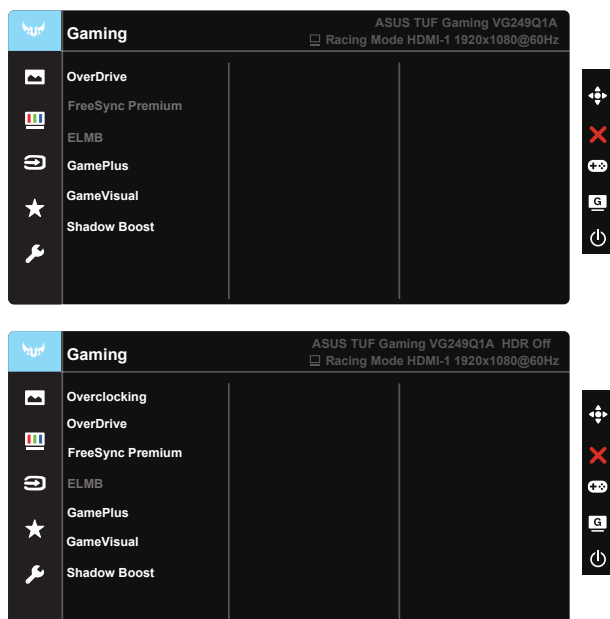 Gaming
ASUS TUF Gaming VG249Q1A
Racing Mode HDMI-1 1920x1080@60Hz
OverDrive
FreeSync Premium
ELMB
GamePlus
GameVisual
Shadow Boost
G
Gaming
ASUS TUF Gaming VG249Q1A HDR Off
Racing Mode HDMI-1 1920x1080@60Hz
Overclocking
OverDrive
FreeSync Premium
ELMB
GamePlus
GameVisual
Shadow Boost
G